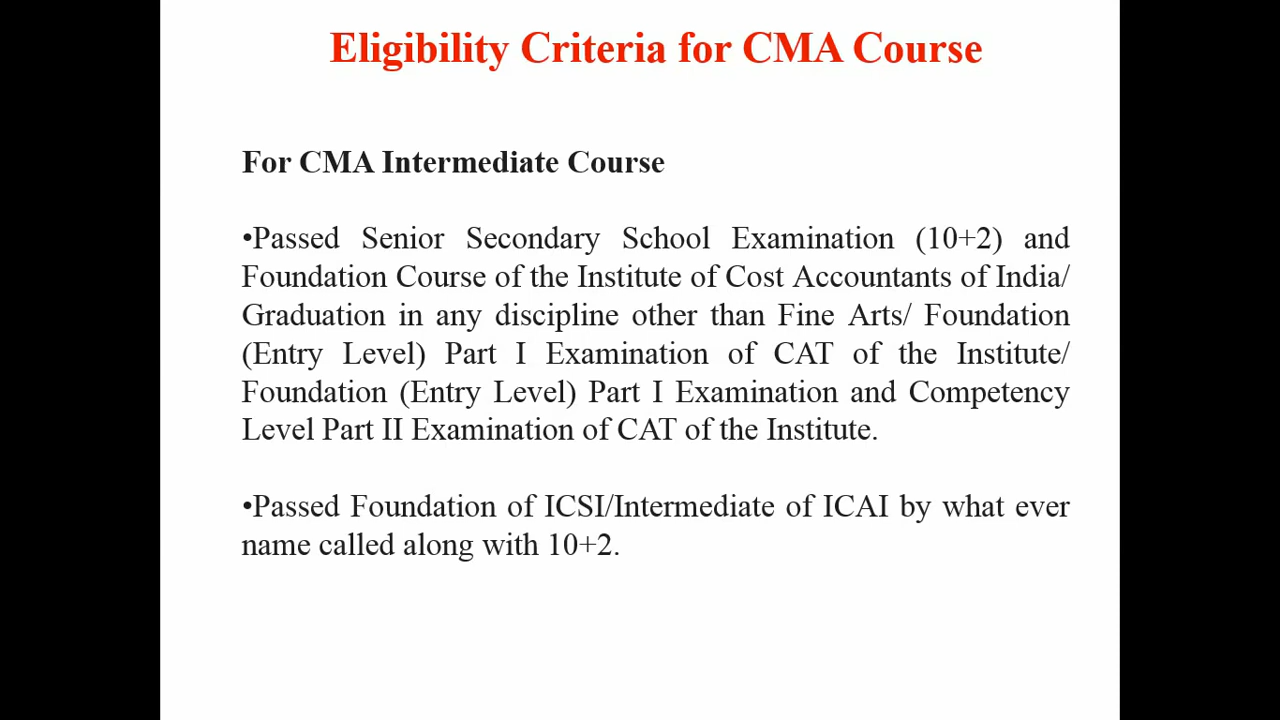 Eligibility Criteria for CMA Course
For CMA Intermediate Course
•Passed Senior Secondary School Examination (10+2) and
Foundation Course of the Institute of Cost Accountants of India/
Graduation in any discipline other than Fine Arts/ Foundation
(Entry Level) Part I Examination of CAT of the Institute/
Foundation (Entry Level) Part I Examination and Competency
Level Part II Examination of CAT of the Institute.
•Passed Foundation of ICSI/Intermediate of ICAI by what ever
name called along with 10+2.